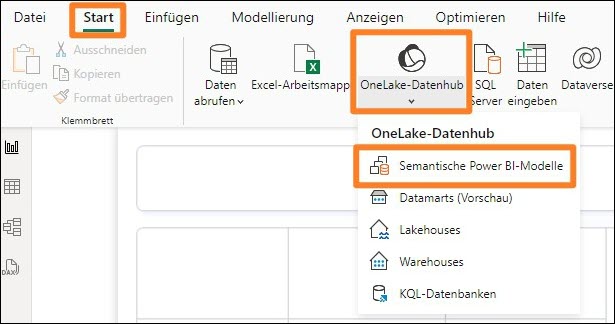 Datei Start Einfügen Modellierung Anzeigen Optimieren Hilfe
Einfügen
Ausschneiden
Kopieren
Format übertragen
Klemmbrett
Daten
abrufen
Excel-Arbeitsmapp
OneLake-Datenhub
SQL
Server
Daten
eingeben
Dataverse
OneLake-Datenhub
Semantische Power BI-Modelle
Datamarts (Vorschau)
Lakehouses
Warehouses
KQL-Datenbanken
DAX